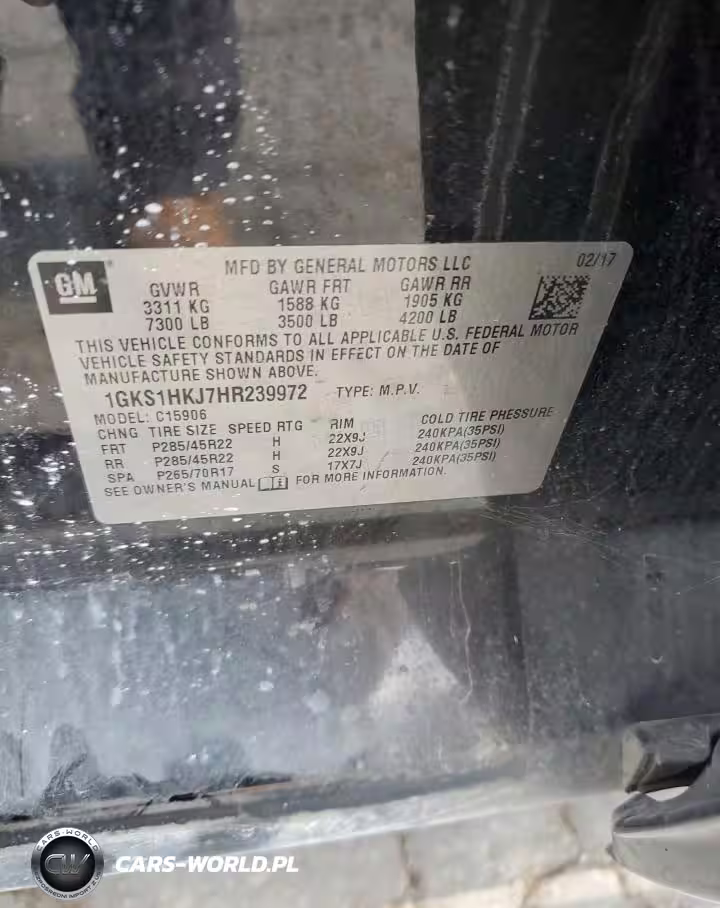 GM
MFD BY GENERAL MOTORS LLC
02/17
GVWR GAWR FRT GAWR RR
3311 KG 1588 KG 1905 KG
7300 LB 3500 LB 4200 LB
THIS VEHICLE CONFORMS TO ALL APPLICABLE U.S. FEDERAL MOTOR
VEHICLE SAFETY STANDARDS IN EFFECT ON THE DATE OF
MANUFACTURE SHOWN ABOVE.
1GKS1HKJ7HR239972 TYPE: M.P.V.
MODEL: C15906
CHNG TIRE SIZE SPEED RTG RIM COLD TIRE PRESSURE
FRT P285/45R22 H 22X9J 240KPA(35PSI)
RR P285/45R22 H 22X9J 240KPA(35PSI)
SPA P265/70R17 S 17X7J 240KPA(35PSI)
SEE OWNER'S MANUAL FOR MORE INFORMATION.
CARS-WORLD
CW
CARS-WORLD.PL